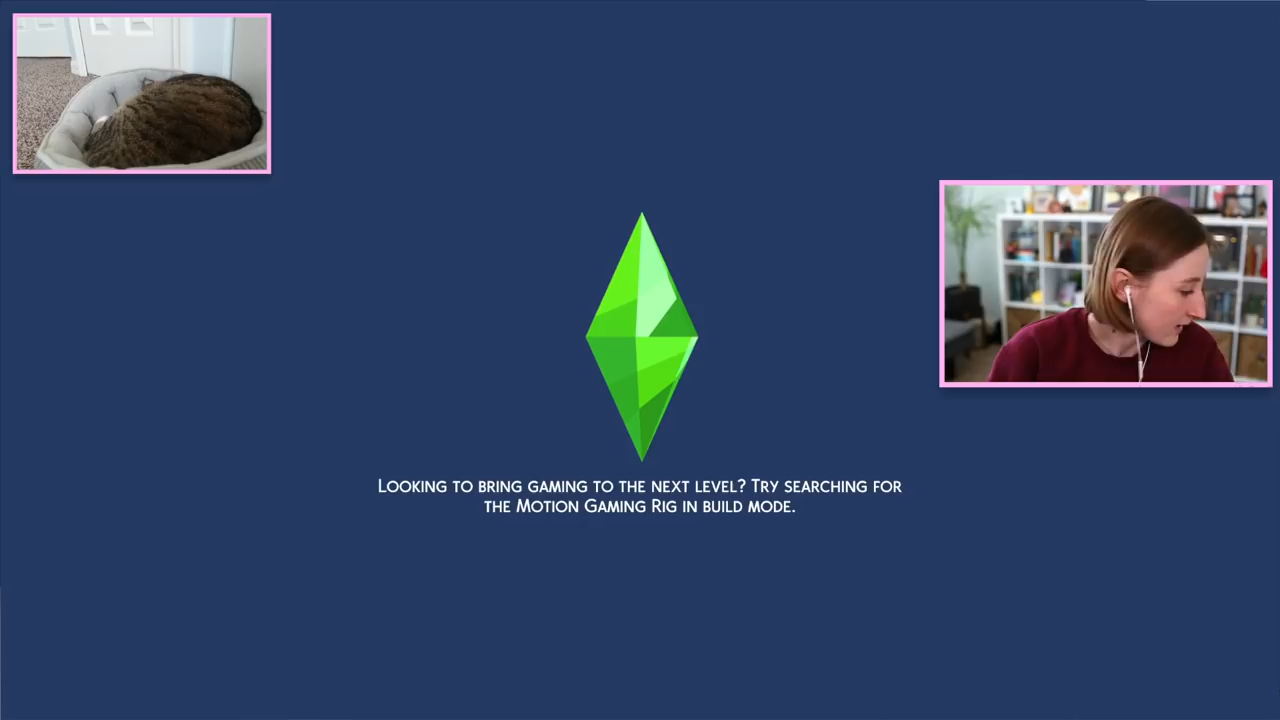 Looking to bring gaming to the next level? Try searching for
the Motion Gaming Rig in build mode.